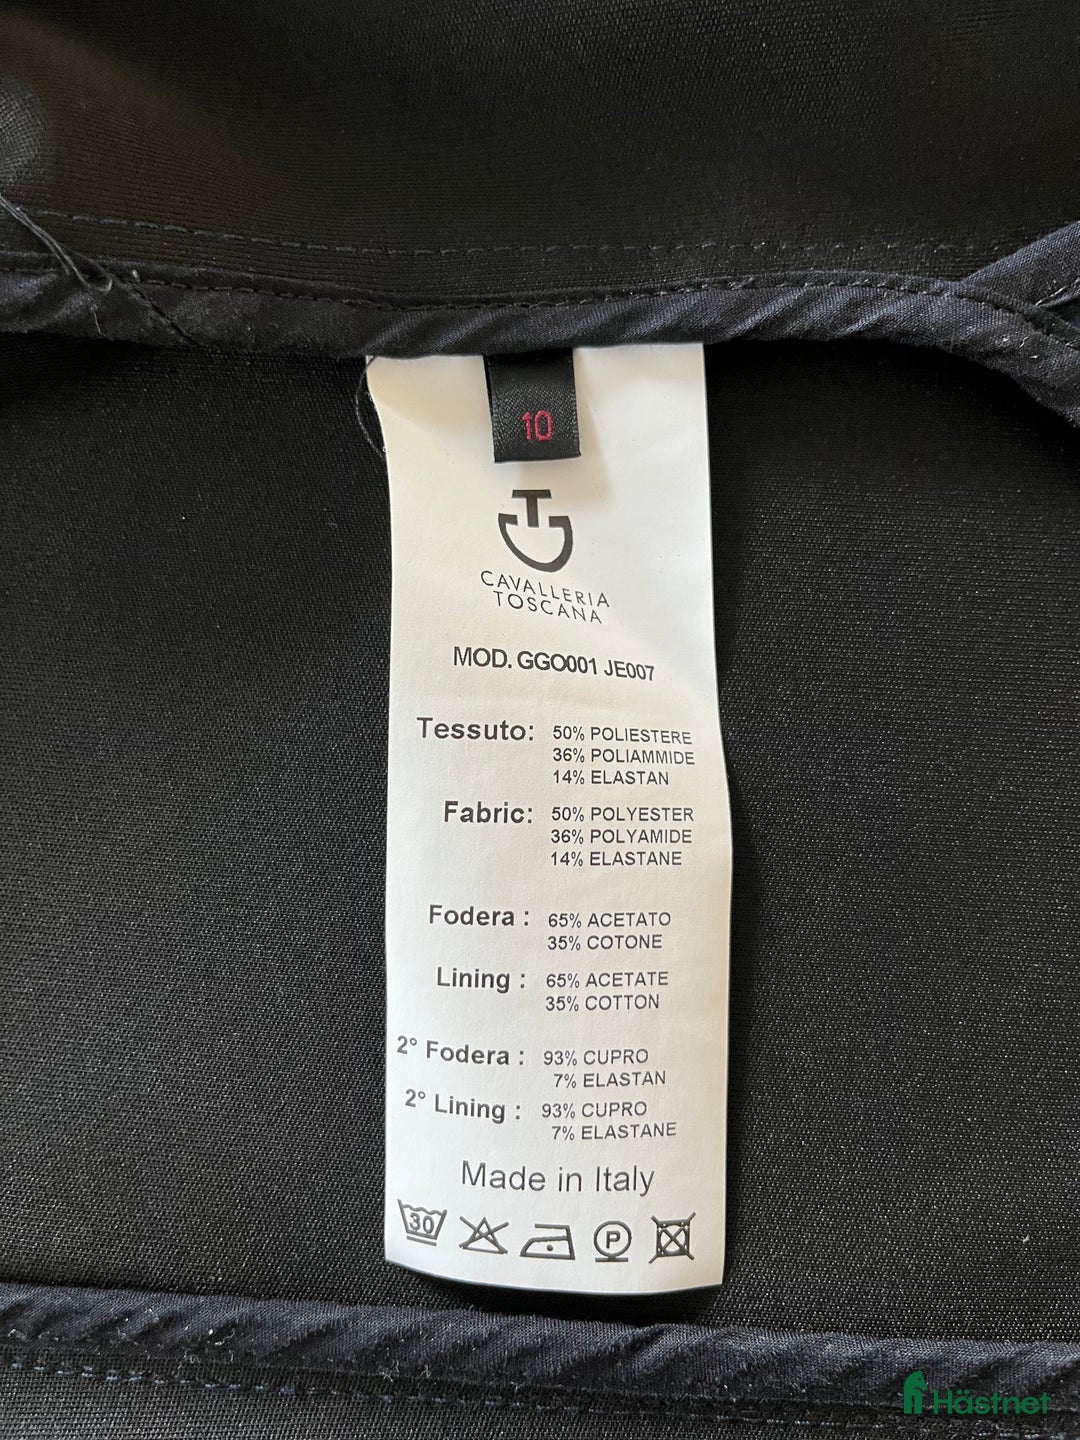 10
CAVALLERIA
TOSCANA
MOD. GGO001 JE007
Tessuto: 50% POLIESTERE
36% POLIAMMIDE
14% ELASTAN
Fabric: 50% POLYESTER
36% POLYAMIDE
14% ELASTANE
Fodera : 65% ACETATO
35% COTONE
Lining : 65% ACETATE
35% COTTON
2° Fodera : 93% CUPRO
7% ELASTAN
2° Lining : 93% CUPRO
7% ELASTANE
Made in Italy
30 P
Hästnet